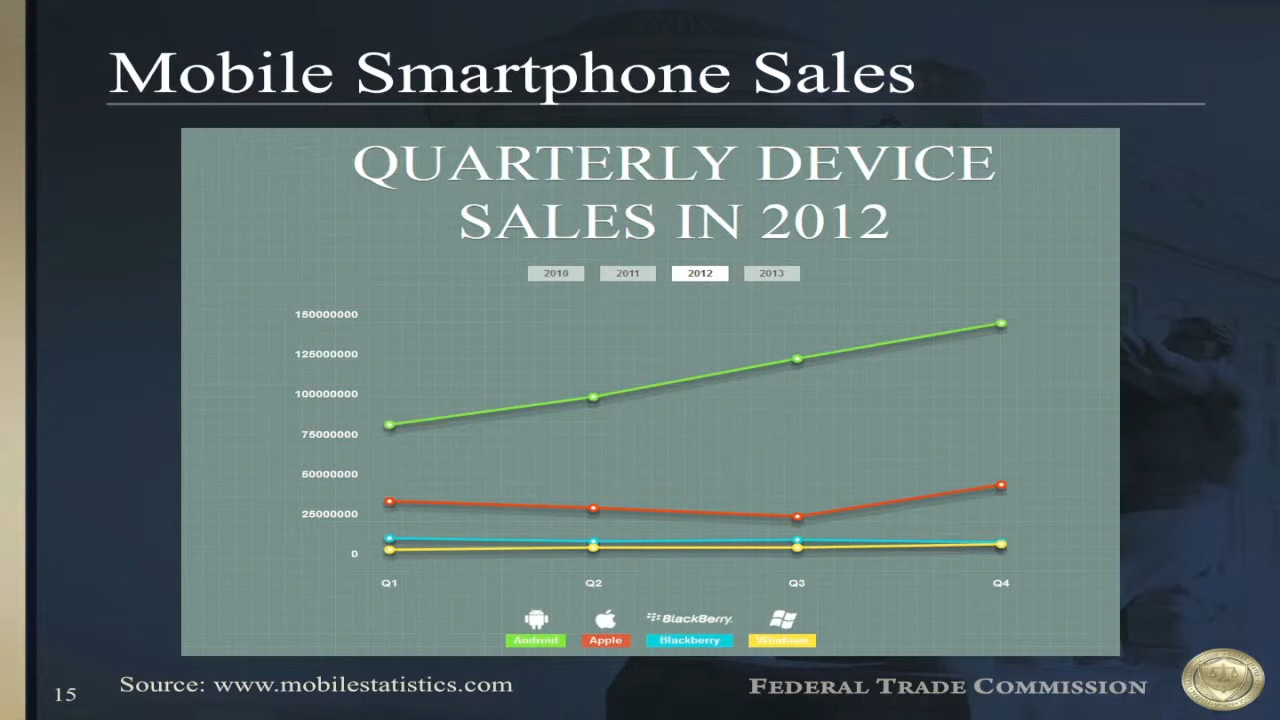 Mobile Smartphone Sales
QUARTERLY DEVICE
SALES IN 2012
2010 2011 2012 2013
150000000
125000000
100000000
75000000
50000000
25000000
0
Q1 Q2 Q3 Q4
BlackBerry
Android Apple Blackberry Windows
15 Source: www.mobilestatistics.com FEDERAL TRADE COMMISSION